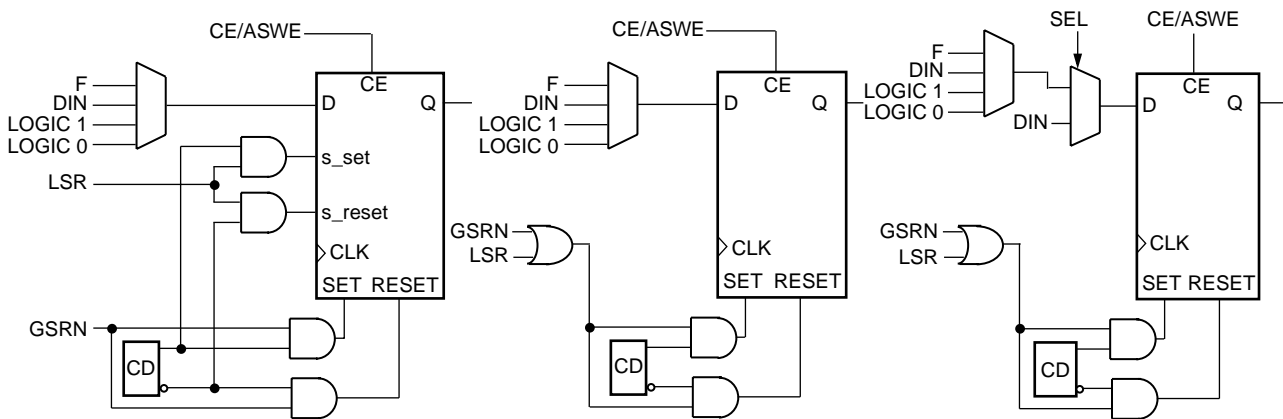 CE/ASWE
F
DIN
LOGIC 1
LOGIC 0
LSR
GSRN
CE
D
Q
s_set
s_reset
CLK
SET RESET
CD
CE/ASWE
F
DIN
LOGIC 1
LOGIC 0
GSRN
LSR
CE
D
Q
CLK
SET RESET
CD
SEL
CE/ASWE
F
DIN
LOGIC 1
LOGIC 0
DIN
GSRN
LSR
CE
D
Q
CLK
SET RESET
CD